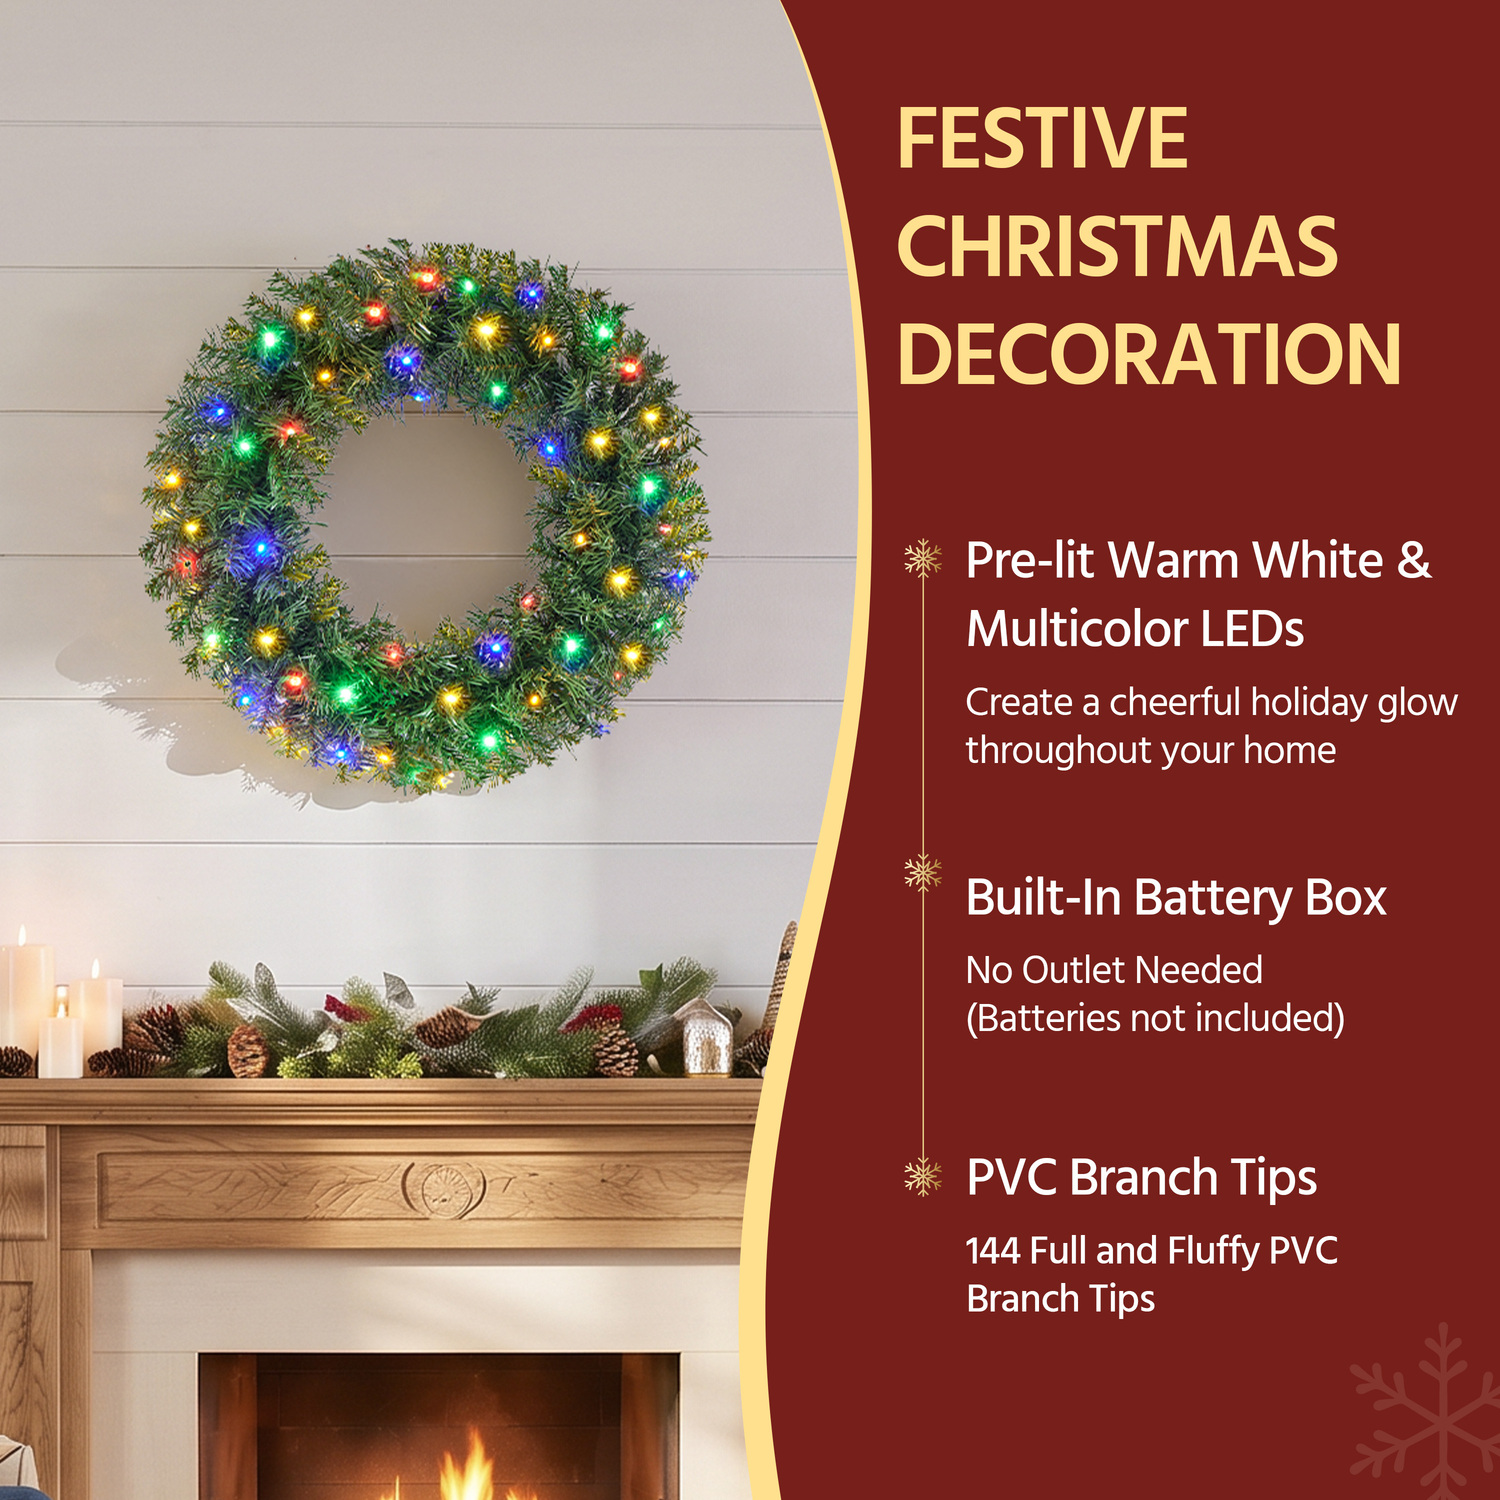 FESTIVE
CHRISTMAS
DECORATION
Pre-lit Warm White &
Multicolor LEDs
Create a cheerful holiday glow
throughout your home
Built-In Battery Box
No Outlet Needed
(Batteries not included)
PVC Branch Tips
144 Full and Fluffy PVC
Branch Tips